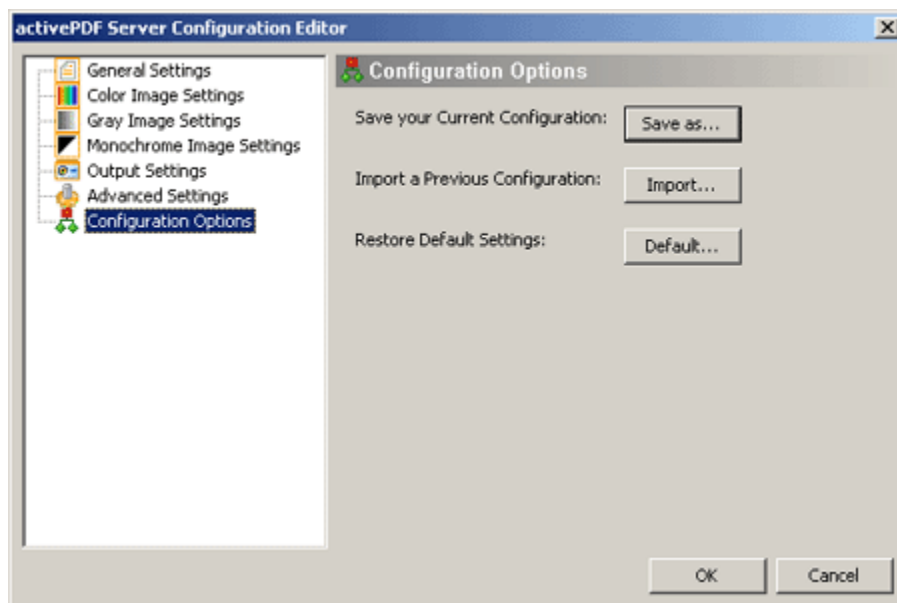 activePDF Server Configuration Editor
General Settings
Color Image Settings
Gray Image Settings
Monochrome Image Settings
Output Settings
Advanced Settings
Configuration Options
Configuration Options
Save your Current Configuration: Save as...
Import a Previous Configuration: Import...
Restore Default Settings: Default...
OK Cancel